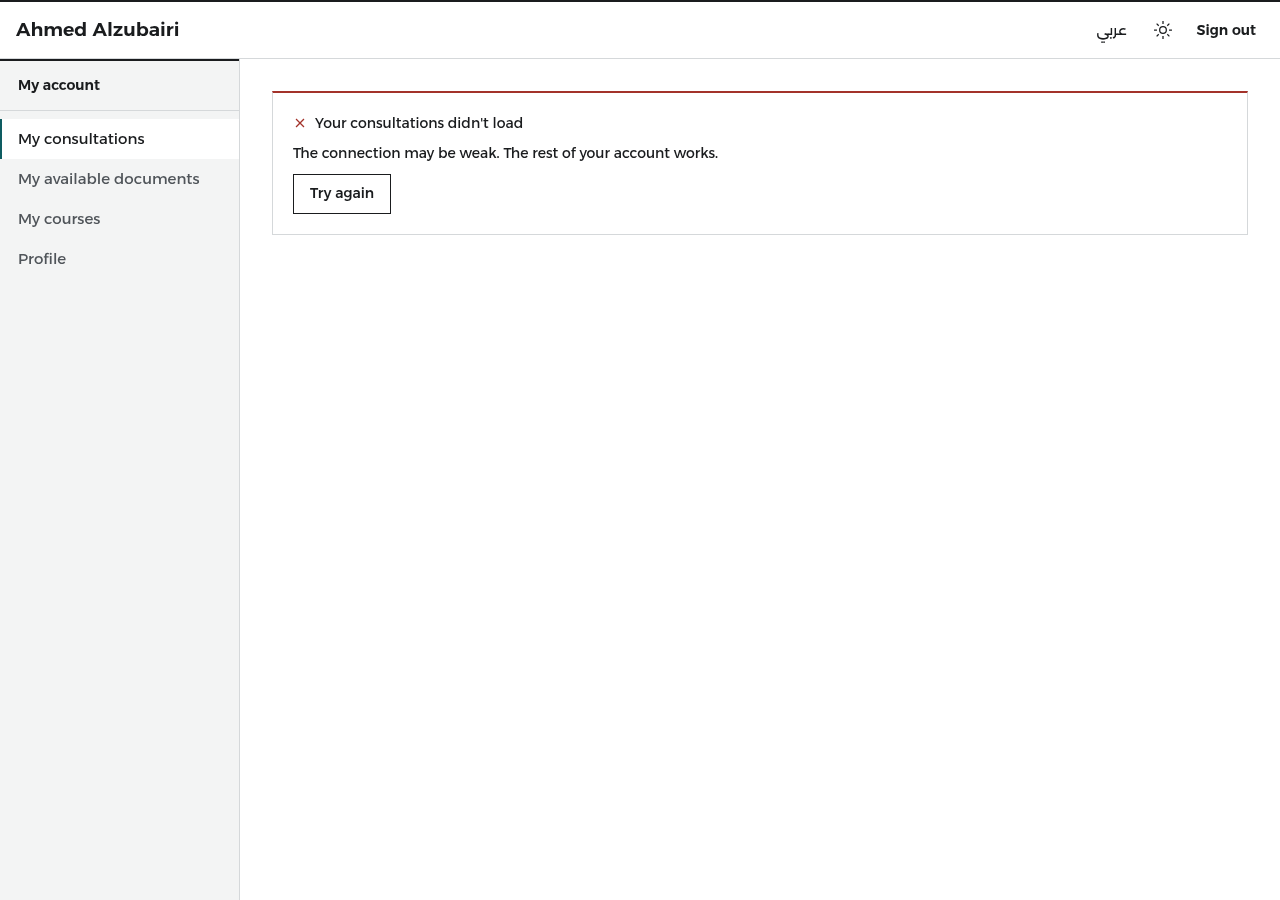 Ahmed Alzubairi
عربي
Sign out
My account
My consultations
My available documents
My courses
Profile
Your consultations didn't load
The connection may be weak. The rest of your account works.
Try again